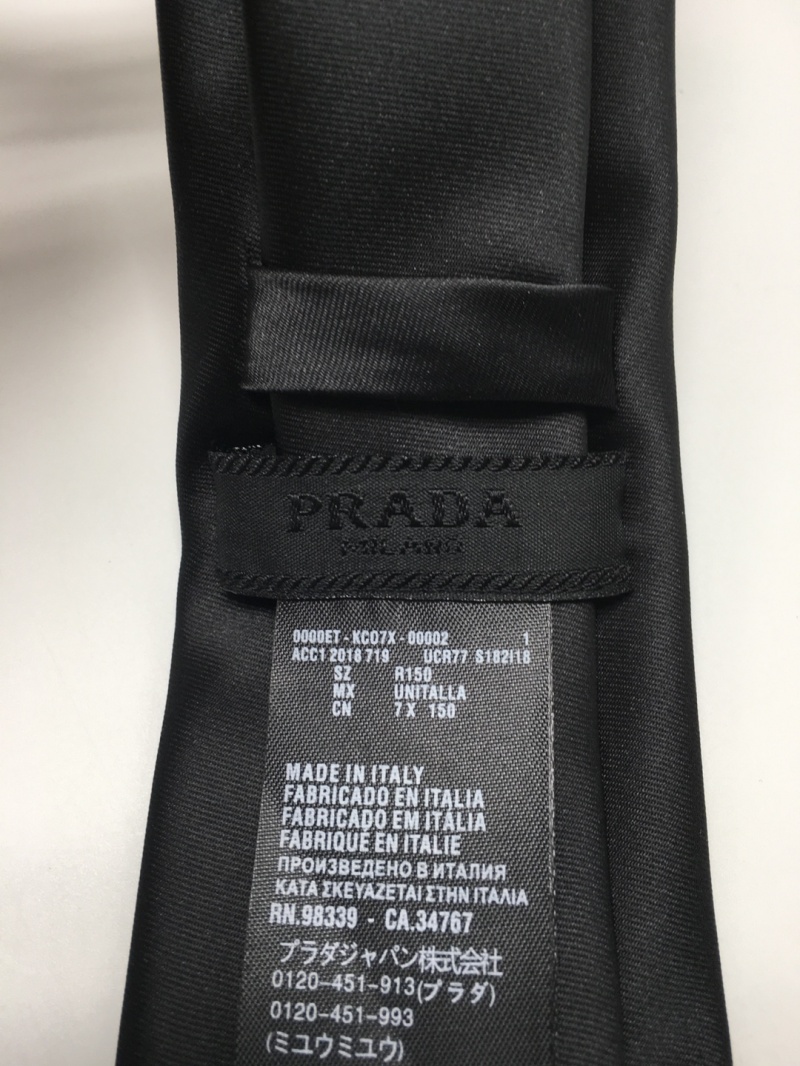 PRADA
MILANO
0000ET - KC07X - 00002 1
ACC1 2018 719 UCR77 S182I18
SZ R150
MX UNITALLA
CN 7 X 150
MADE IN ITALY
FABRICADO EN ITALIA
FABRICADO EM ITALIA
FABRIQUE EN ITALIE
ПРОИЗВЕДЕНО В ИТАЛИЯ
ΚΑΤΑ ΣΚΕΥΑΖΕΤΑΙ ΣΤΗΝ ΙΤΑΛΙΑ
RN.98339 - CA.34767
プラダジャパン株式会社
0120-451-913(プラダ)
0120-451-993
(ミユウミユウ)